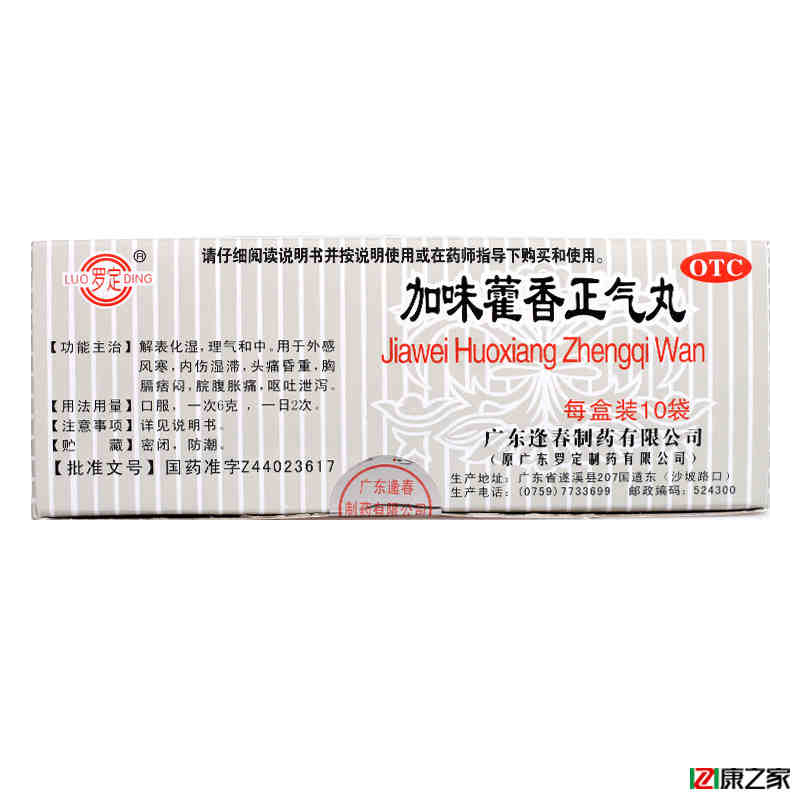 请仔细阅读说明书并按说明使用或在药师指导下购买和使用。
LUO 罗定 DING ®
OTC
加味藿香正气丸
Jiawei Huoxiang Zhengqi Wan
每盒装10袋
广东逢春制药有限公司
(原广东罗定制药有限公司)
生产地址:广东省遂溪县207国道东(沙坡路口)
生产电话:(0759)7733699 邮政编码:524300
【功能主治】解表化湿,理气和中。用于外感
风寒,内伤湿滞,头痛昏重,胸
膈痞闷,脘腹胀痛,呕吐泄泻。
【用法用量】口服,一次6克,一日2次。
【注意事项】详见说明书。
【贮 藏】密闭,防潮。
【批准文号】国药准字Z44023617
广东逢春
制药有限公司
康之家